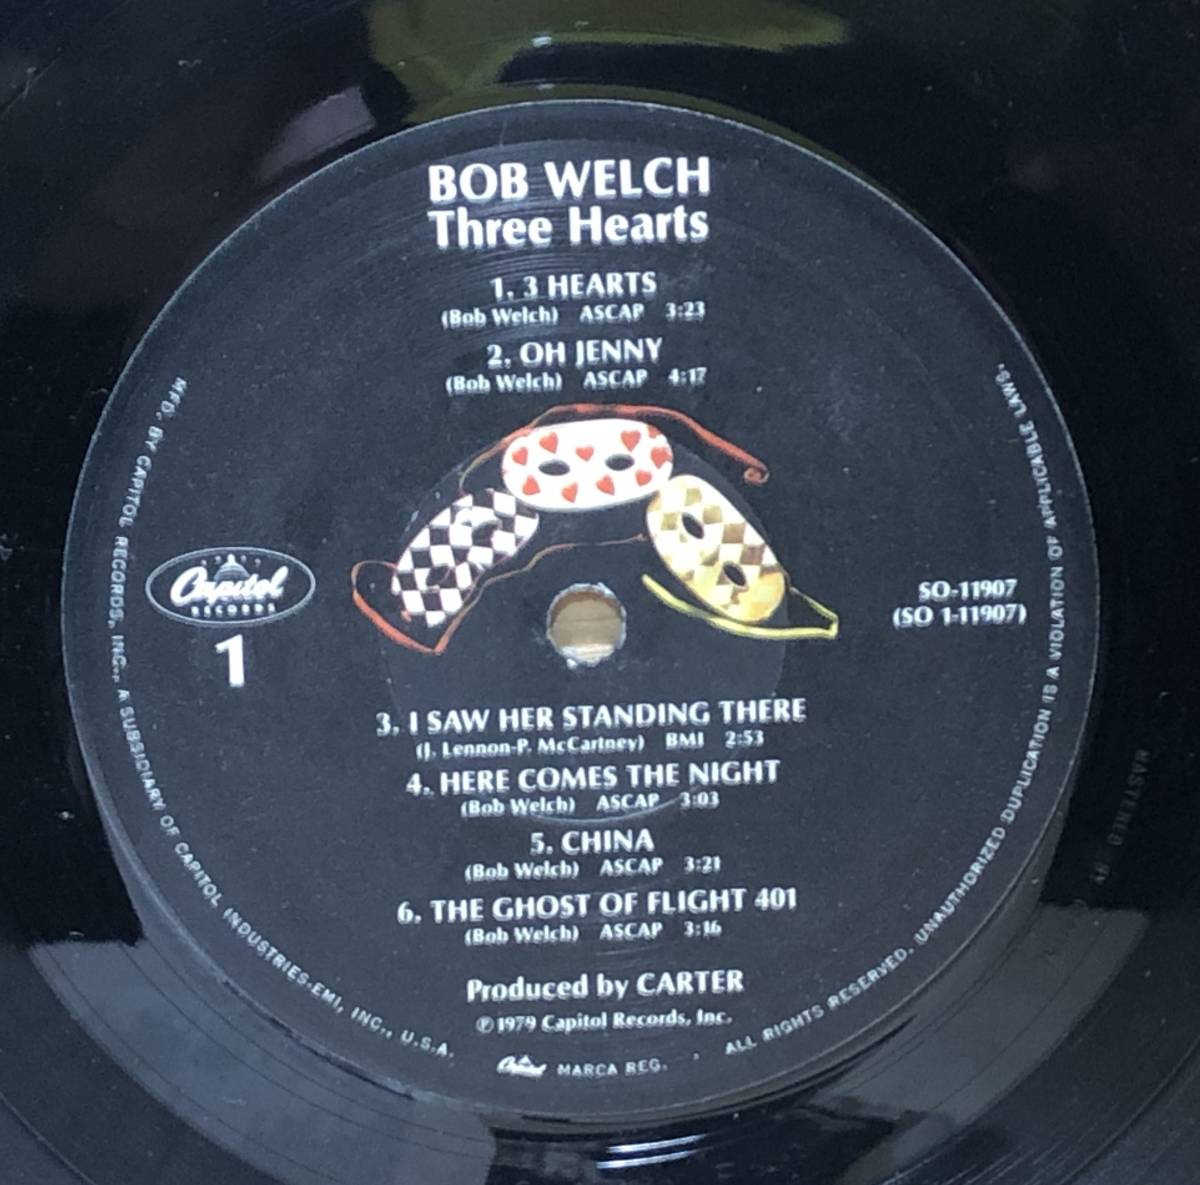 BOB WELCH
Three Hearts
1. 3 HEARTS
(Bob Welch) ASCAP 3:23
2. OH JENNY
(Bob Welch) ASCAP 4:17
Capitol
RECORDS
1
SO-11907
(SO 1-11907)
3. I SAW HER STANDING THERE
(J. Lennon-P. McCartney) BMI 2:53
4. HERE COMES THE NIGHT
(Bob Welch) ASCAP 3:03
5. CHINA
(Bob Welch) ASCAP 3:21
6. THE GHOST OF FLIGHT 401
(Bob Welch) ASCAP 3:16
Produced by CARTER
℗ 1979 Capitol Records, Inc.
MFD. BY CAPITOL RECORDS, INC., A SUBSIDIARY OF CAPITOL INDUSTRIES-EMI, INC., U.S.A.
Capitol MARCA REG.
ALL RIGHTS RESERVED. UNAUTHORIZED DUPLICATION IS A VIOLATION OF APPLICABLE LAWS.
MASTERED